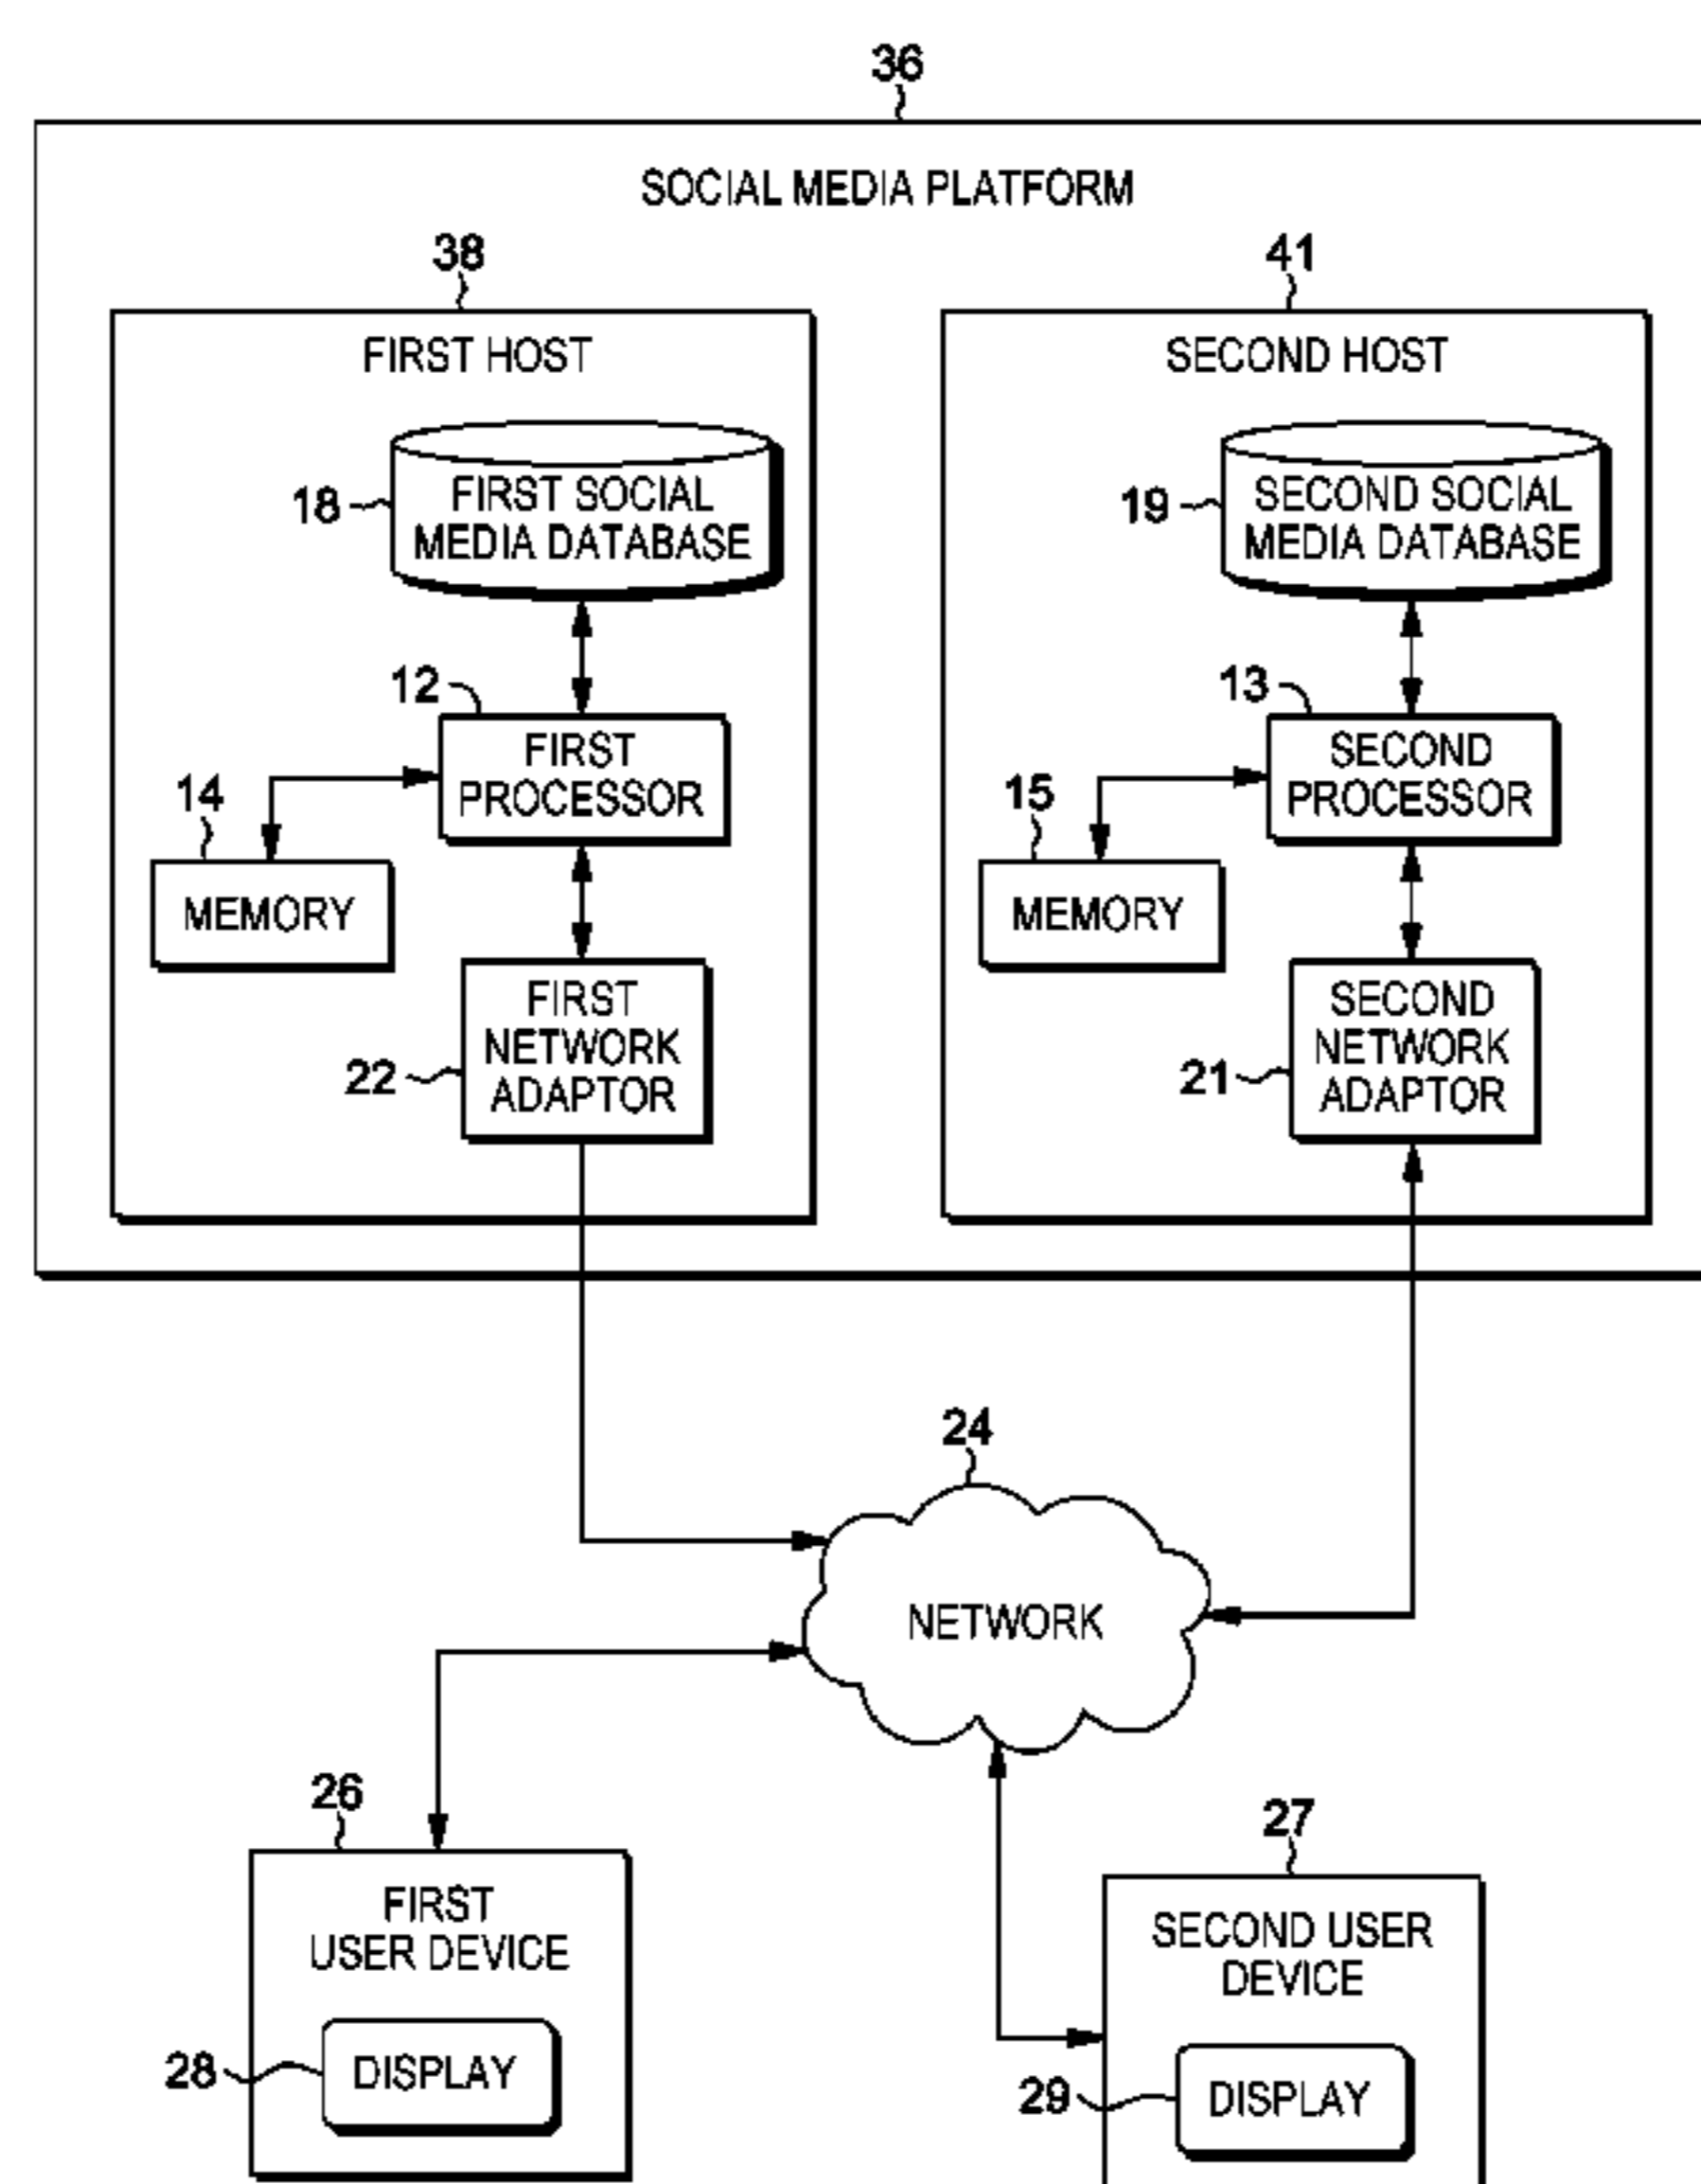 36
SOCIAL MEDIA PLATFORM
38
FIRST HOST
18
FIRST SOCIAL
MEDIA DATABASE
12
FIRST
PROCESSOR
14
MEMORY
FIRST
NETWORK
ADAPTOR
22
41
SECOND HOST
19
SECOND SOCIAL
MEDIA DATABASE
13
SECOND
PROCESSOR
15
MEMORY
SECOND
NETWORK
ADAPTOR
21
24
NETWORK
26
FIRST
USER DEVICE
28
DISPLAY
27
SECOND USER
DEVICE
29
DISPLAY